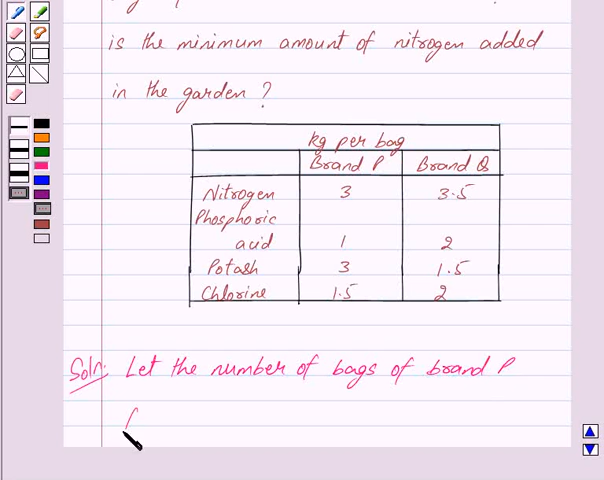 is the minimum amount of nitrogen added
in the garden ?
kg per bag
Brand P Brand Q
Nitrogen 3 3.5
Phosphoric
acid 1 2
Potash 3 1.5
Chlorine 1.5 2
Soln: Let the number of bags of brand P